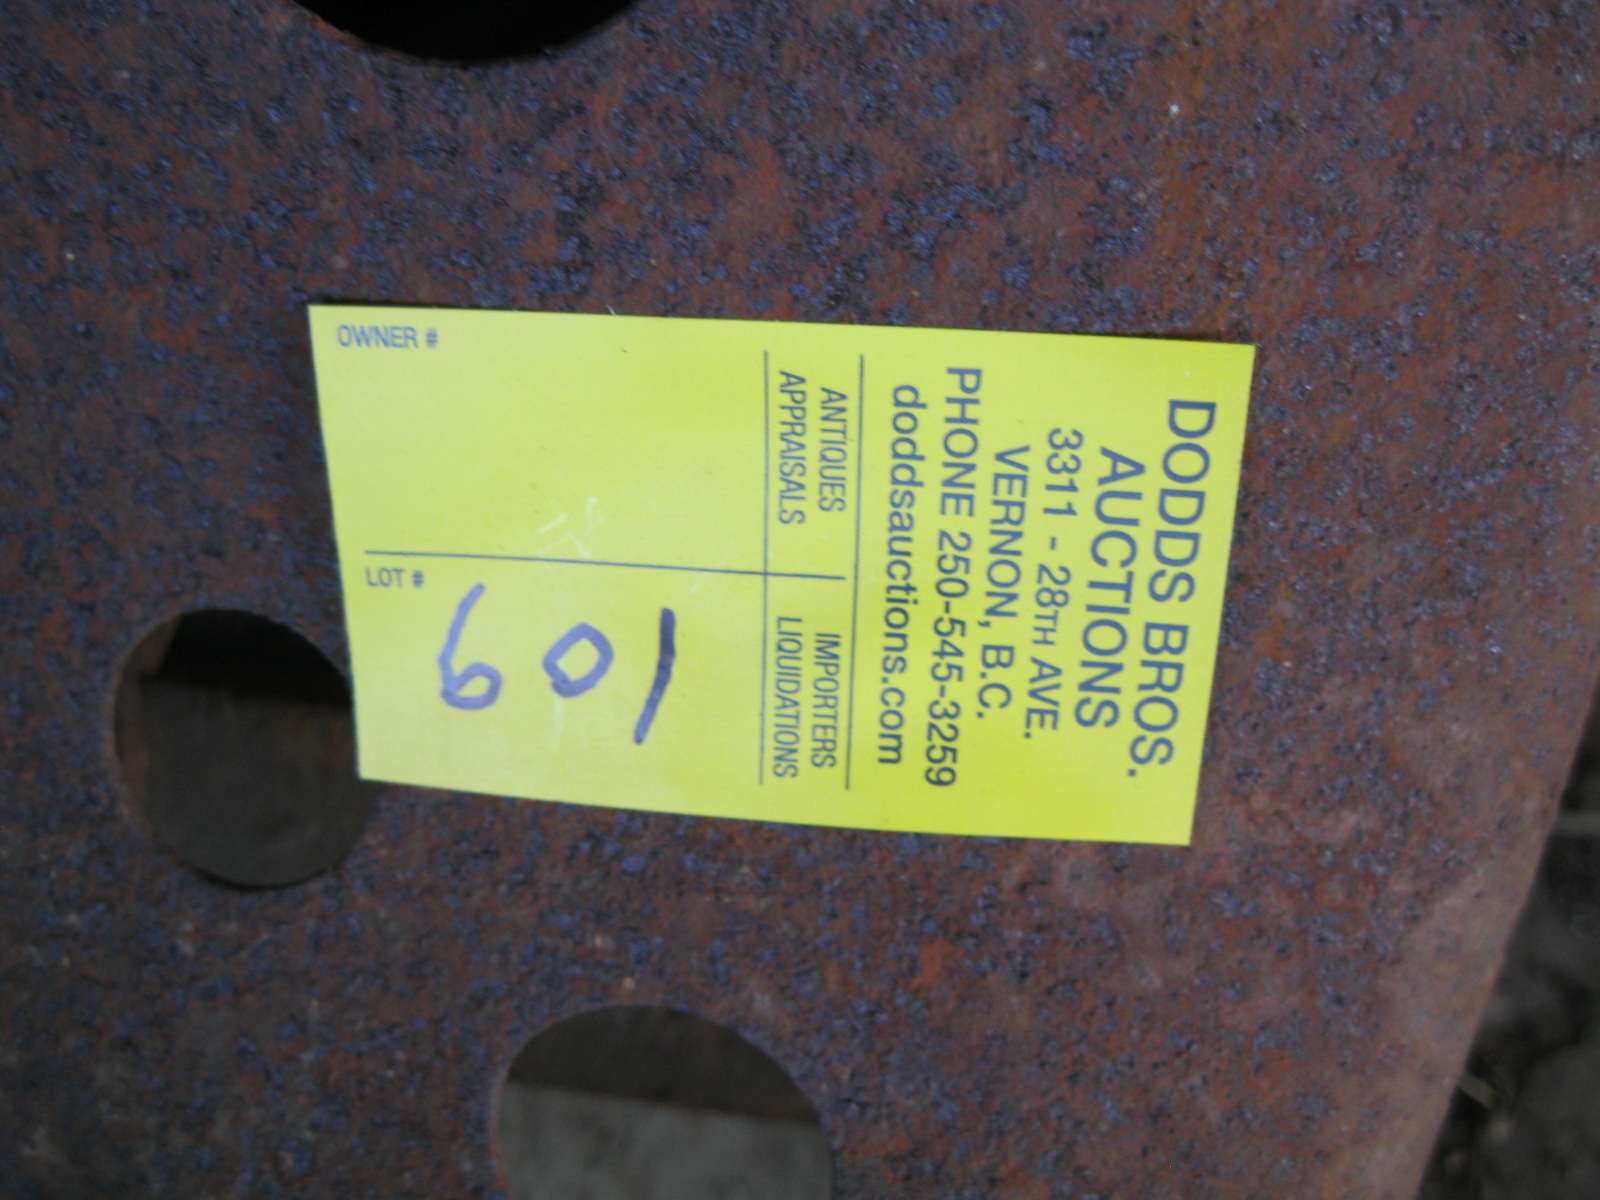 DODDS BROS.
AUCTIONS
3311 - 28TH AVE.
VERNON, B.C.
PHONE 250-545-3259
doddsauctions.com
ANTIQUES IMPORTERS
APPRAISALS LIQUIDATIONS
OWNER #
LOT # 601